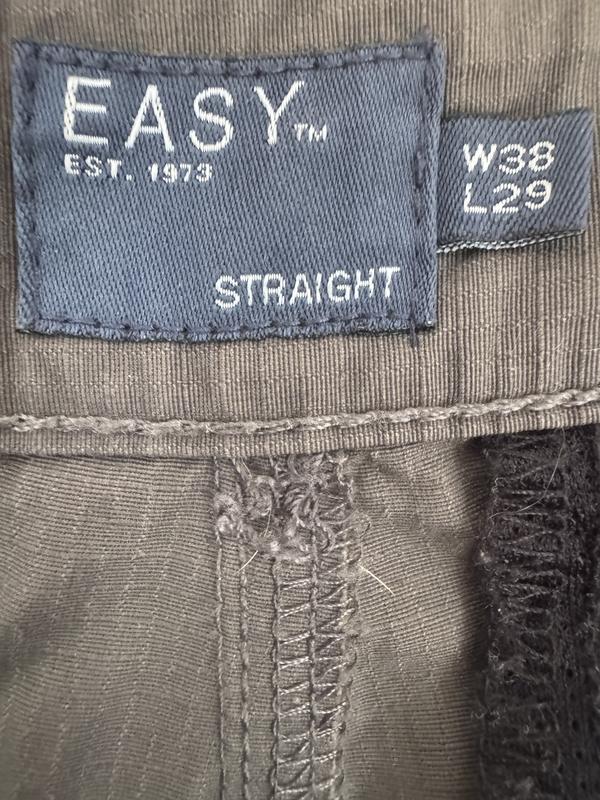 EASY™
EST. 1973
STRAIGHT
W38
L29